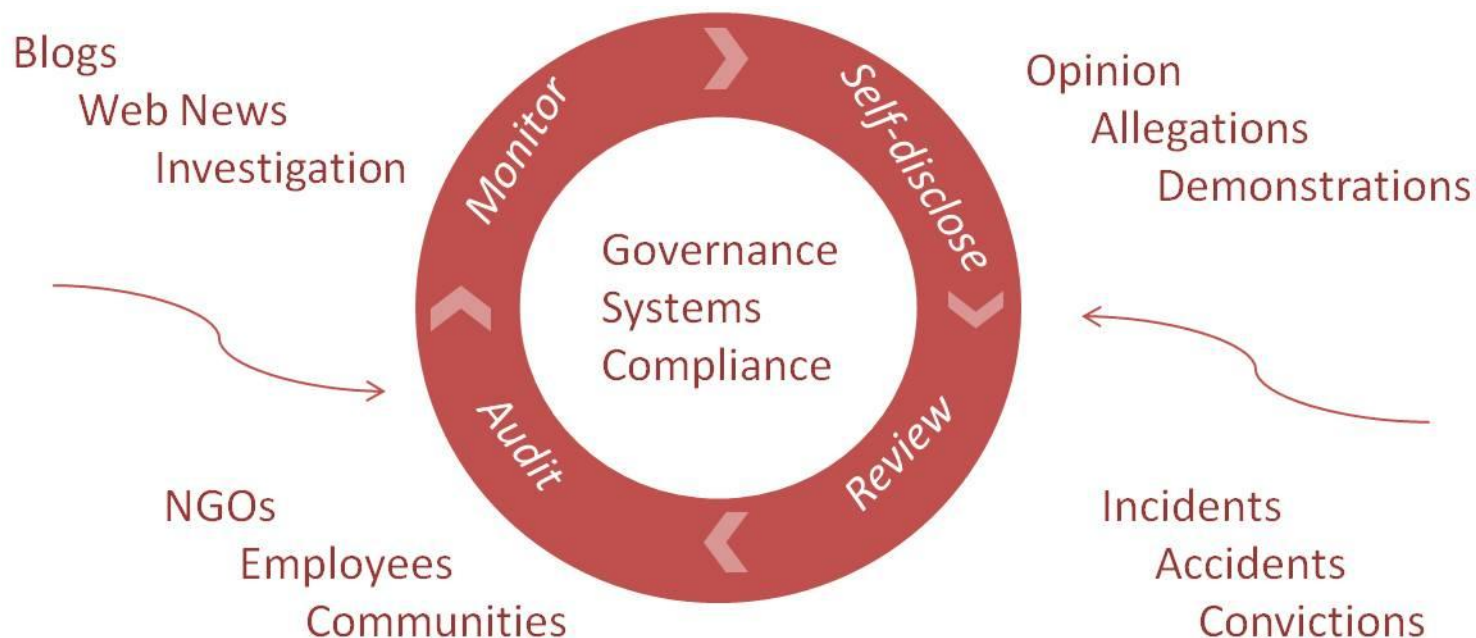 Blogs
Web News
Investigation
Monitor
Self-disclose
Opinion
Allegations
Demonstrations
Governance
Systems
Compliance
Audit
Review
NGOs
Employees
Communities
Incidents
Accidents
Convictions